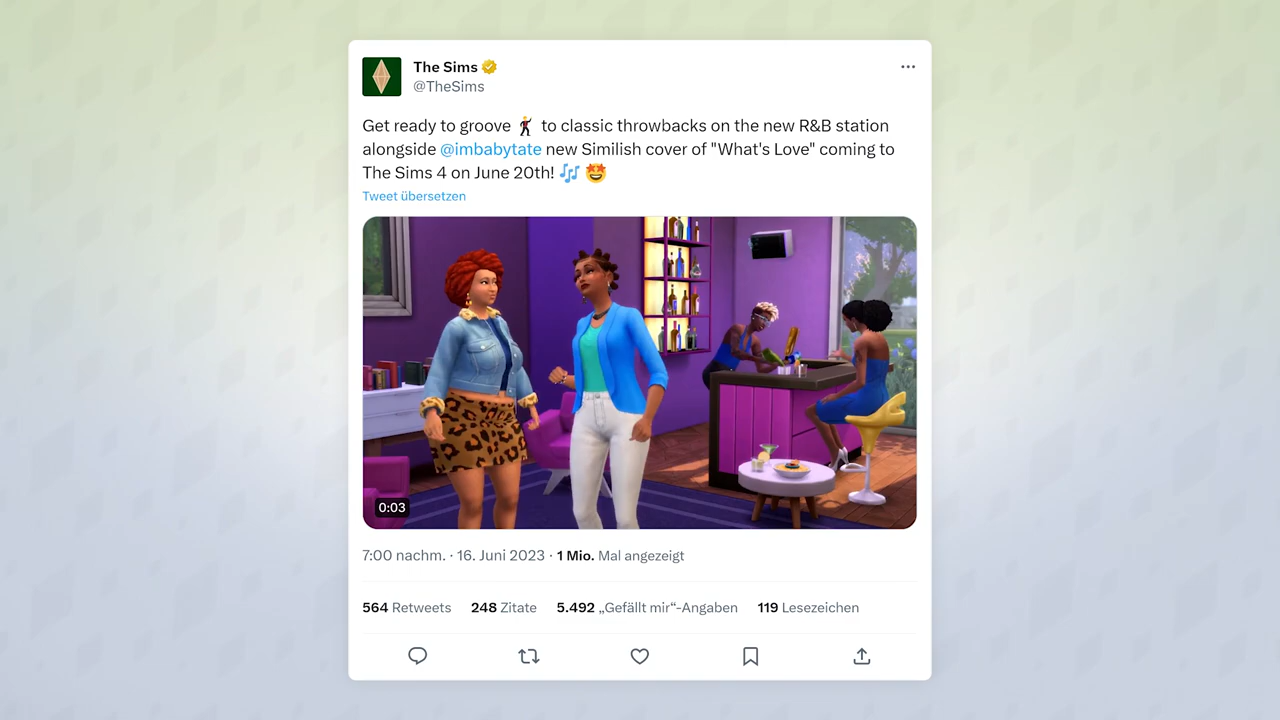 The Sims
@TheSims
Get ready to groove 🕺 to classic throwbacks on the new R&B station
alongside @imbabytate new Similish cover of "What's Love" coming to
The Sims 4 on June 20th! 🎶 🤩
Tweet übersetzen
0:03
7:00 nachm. · 16. Juni 2023 · 1 Mio. Mal angezeigt
564 Retweets 248 Zitate 5.492 „Gefällt mir“-Angaben 119 Lesezeichen